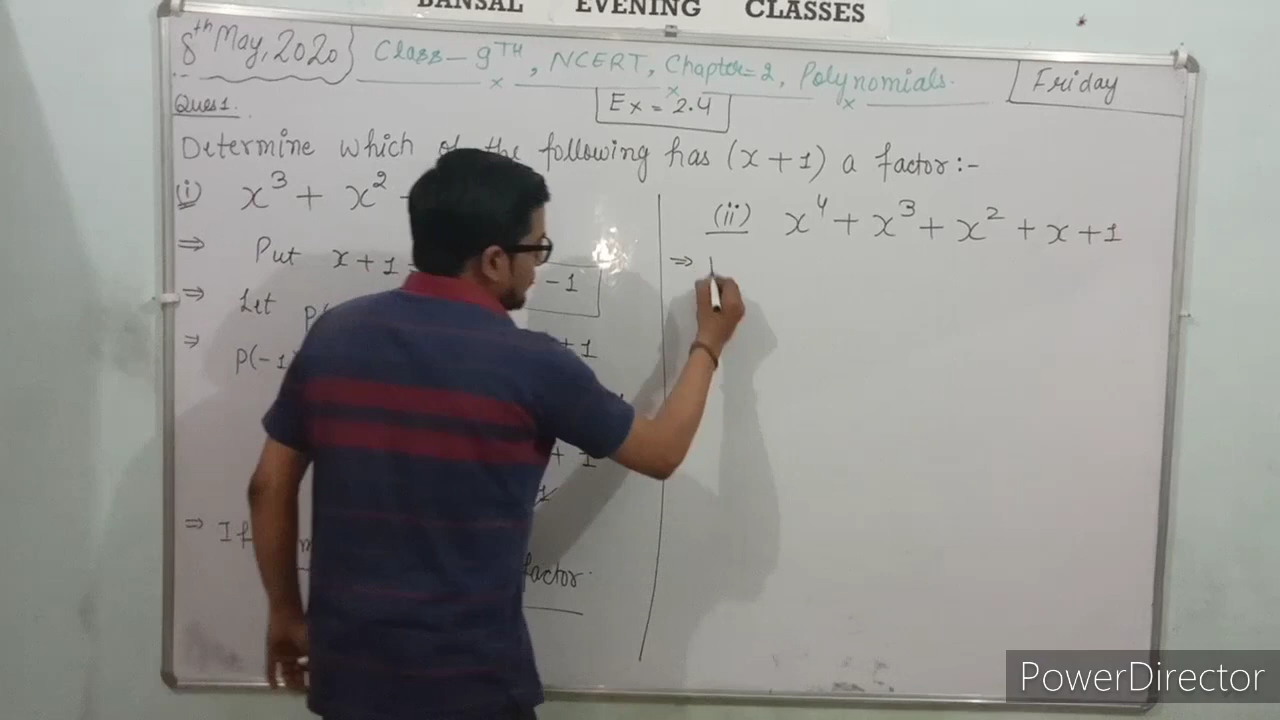 BANSAL EVENING CLASSES
8th May, 2020 Class - 9TH, NCERT, Chapter = 2, Polynomials. Friday
Ques 1. Ex = 2.4
Determine which the following has (x+1) a factor:-
(i) x³ + x²
⇒ Put x+1
-1
⇒ Let
⇒ P(-1
+1
+ 1
⇒ If
factor.
(ii) x⁴ + x³ + x² + x + 1
⇒
PowerDirector